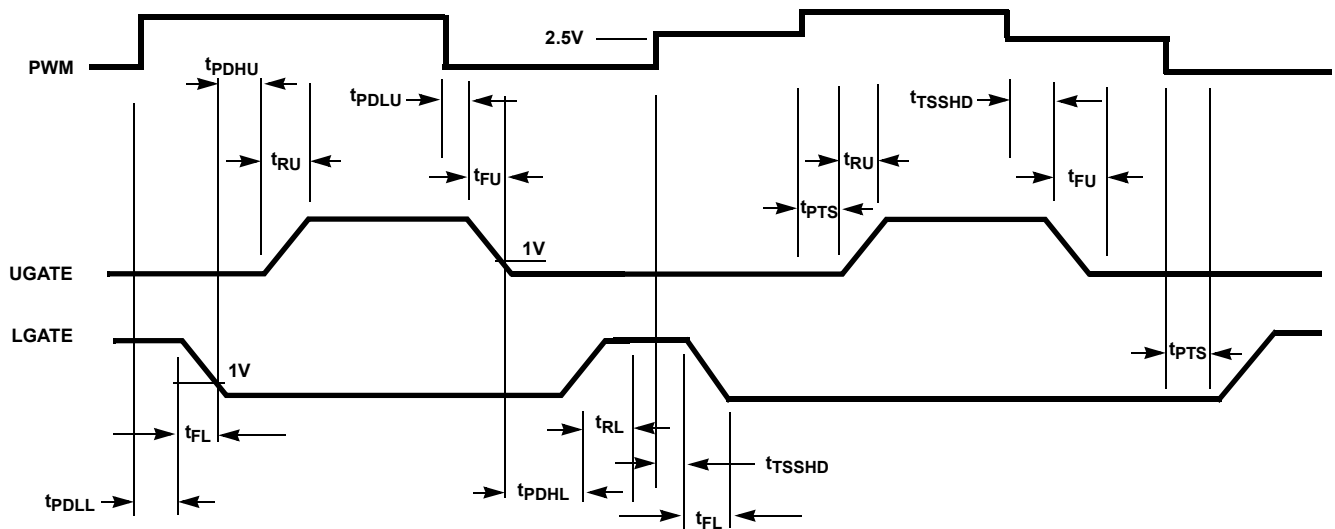 2.5V
PWM
tPDHU
tPDLU
tTSSHD
tRU
tRU
tFU
tFU
tPTS
1V
UGATE
LGATE
1V
tPTS
tFL
tRL
tTSSHD
tPDHL
tPDLL
tFL